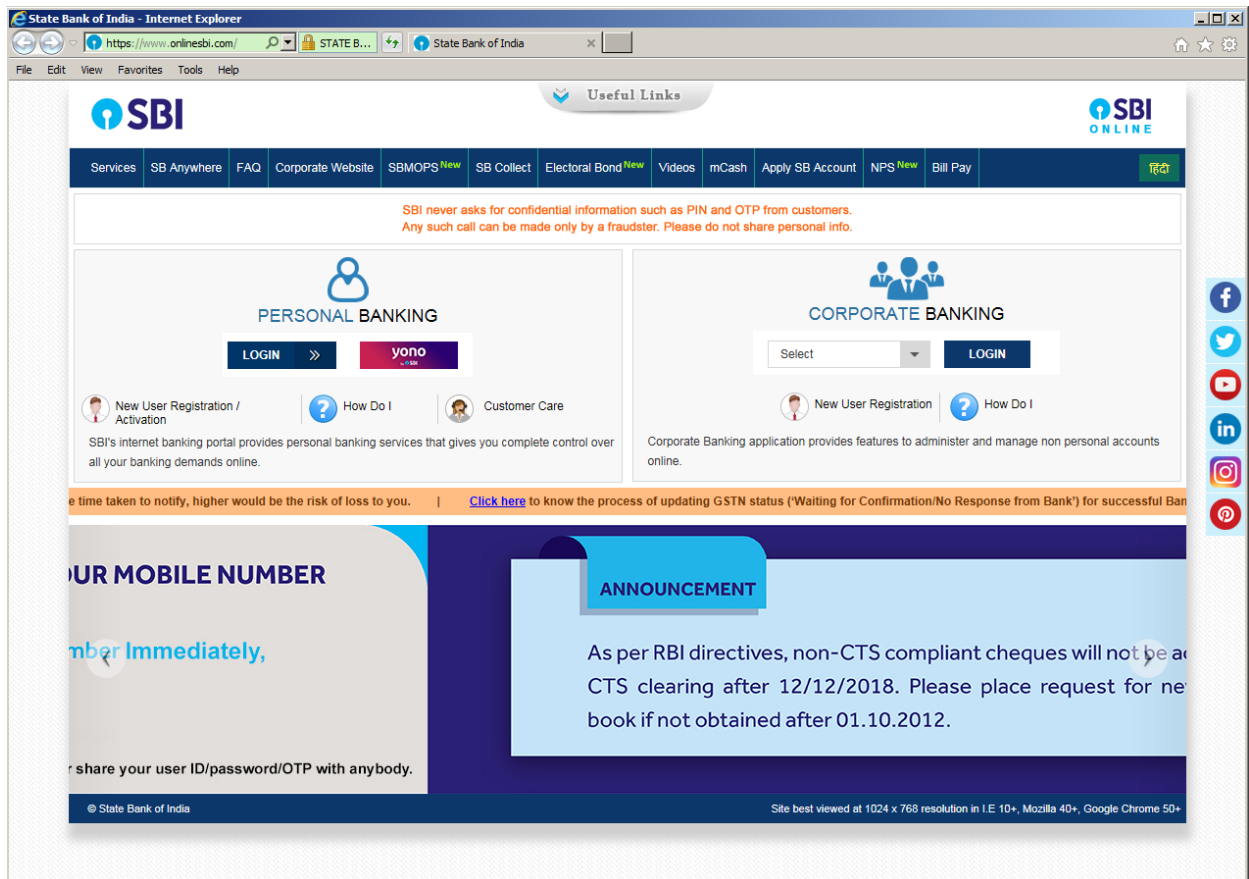 State Bank of India - Internet Explorer
https://www.onlinesbi.com/ STATE B... State Bank of India
File Edit View Favorites Tools Help
Useful Links
SBI
SBI
ONLINE
Services SB Anywhere FAQ Corporate Website SBMOPS New SB Collect Electoral Bond New Videos mCash Apply SB Account NPS New Bill Pay हिंदी
SBI never asks for confidential information such as PIN and OTP from customers.
Any such call can be made only by a fraudster. Please do not share personal info.
PERSONAL BANKING
LOGIN » yono
by SBI
New User Registration / Activation
How Do I
Customer Care
SBI's internet banking portal provides personal banking services that gives you complete control over
all your banking demands online.
CORPORATE BANKING
Select LOGIN
New User Registration
How Do I
Corporate Banking application provides features to administer and manage non personal accounts
online.
e time taken to notify, higher would be the risk of loss to you. | Click here to know the process of updating GSTN status ('Waiting for Confirmation/No Response from Bank') for successful Ban
OUR MOBILE NUMBER
mber Immediately,
r share your user ID/password/OTP with anybody.
ANNOUNCEMENT
As per RBI directives, non-CTS compliant cheques will not be ac
CTS clearing after 12/12/2018. Please place request for ne
book if not obtained after 01.10.2012.
© State Bank of India
Site best viewed at 1024 x 768 resolution in I.E 10+, Mozilla 40+, Google Chrome 50+